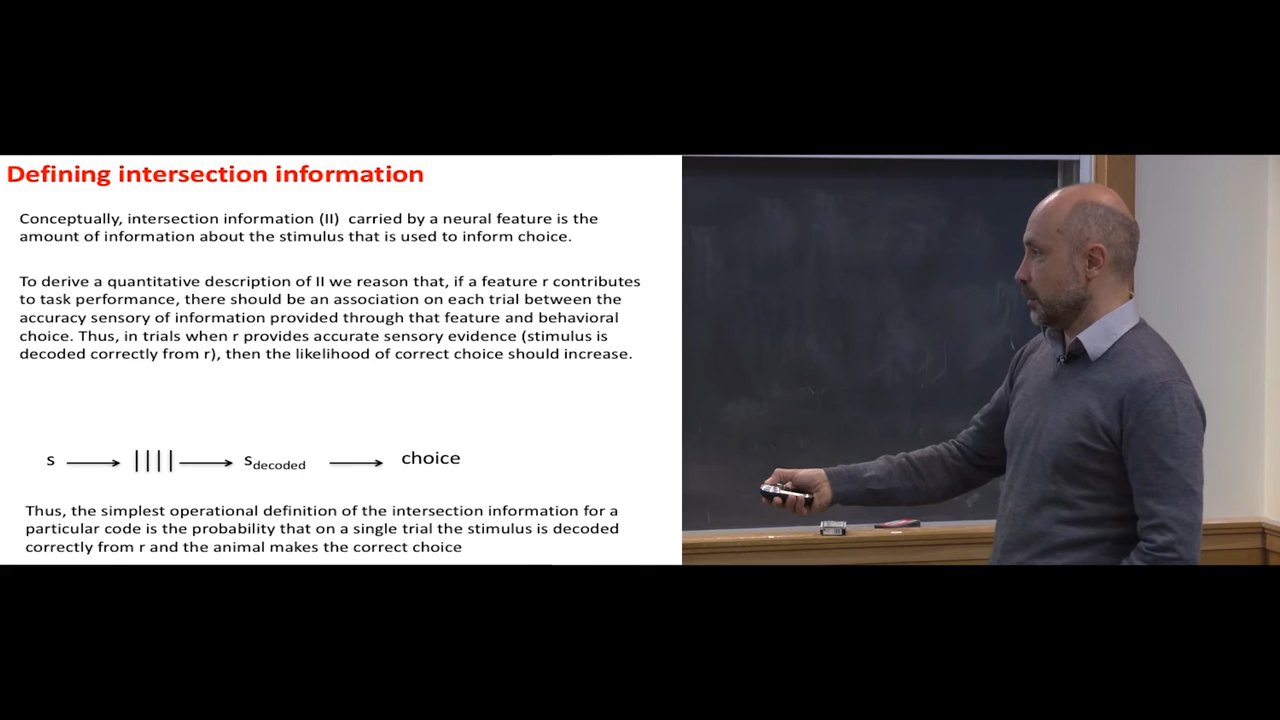 Defining intersection information
Conceptually, intersection information (II) carried by a neural feature is the
amount of information about the stimulus that is used to inform choice.
To derive a quantitative description of II we reason that, if a feature r contributes
to task performance, there should be an association on each trial between the
accuracy sensory of information provided through that feature and behavioral
choice. Thus, in trials when r provides accurate sensory evidence (stimulus is
decoded correctly from r), then the likelihood of correct choice should increase.
s → |||| → s_decoded → choice
Thus, the simplest operational definition of the intersection information for a
particular code is the probability that on a single trial the stimulus is decoded
correctly from r and the animal makes the correct choice